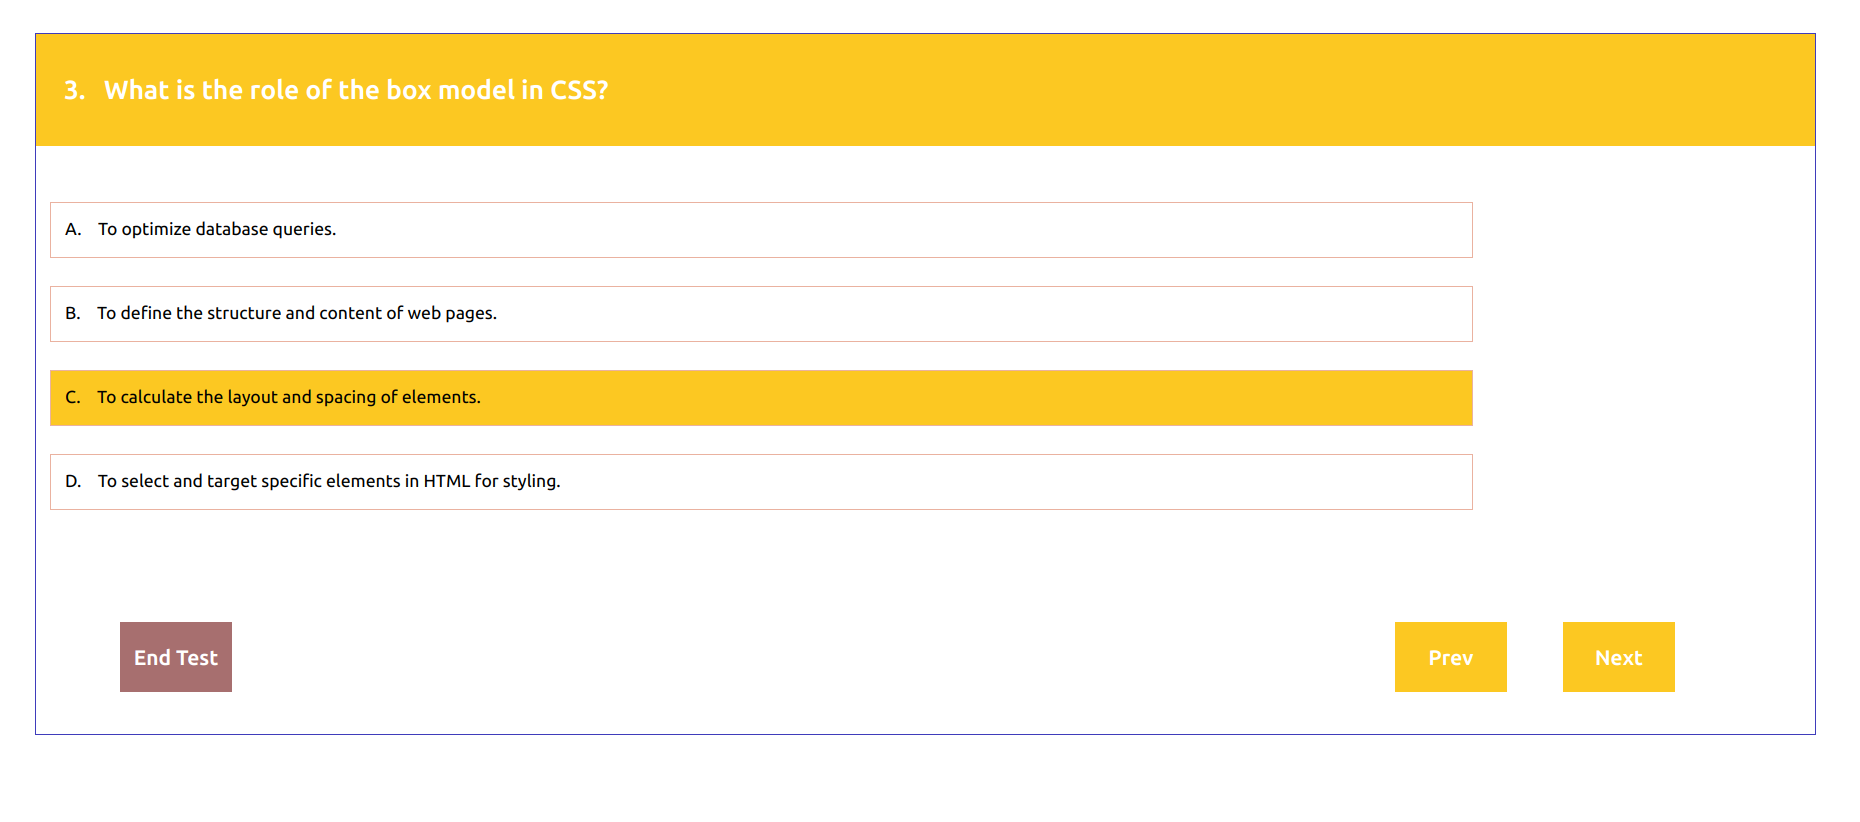 3. What is the role of the box model in CSS?
A. To optimize database queries.
B. To define the structure and content of web pages.
C. To calculate the layout and spacing of elements.
D. To select and target specific elements in HTML for styling.
End Test
Prev
Next